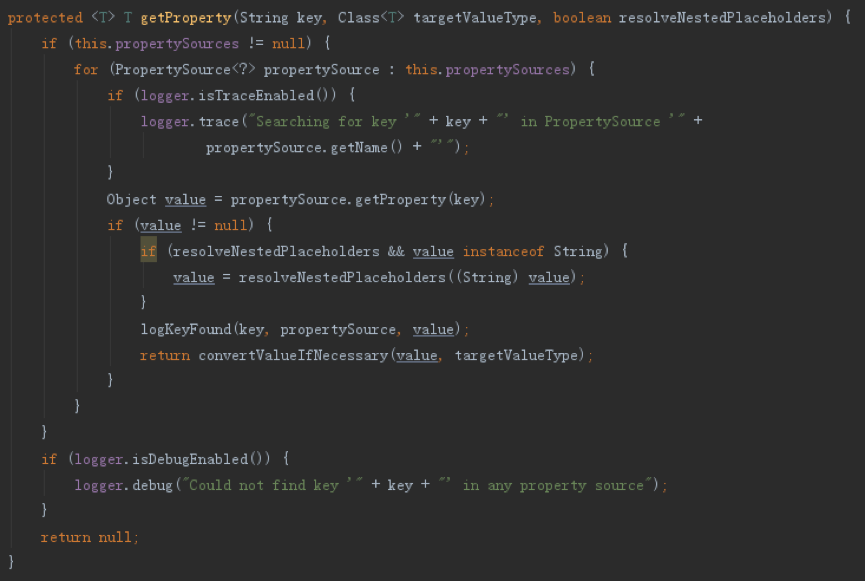 protected <T> T getProperty(String key, Class<T> targetValueType, boolean resolveNestedPlaceholders) {
    if (this.propertySources != null) {
        for (PropertySource<?> propertySource : this.propertySources) {
            if (logger.isTraceEnabled()) {
                logger.trace("Searching for key '" + key + "' in PropertySource '" +
                        propertySource.getName() + "'");
            }
            Object value = propertySource.getProperty(key);
            if (value != null) {
                if (resolveNestedPlaceholders && value instanceof String) {
                    value = resolveNestedPlaceholders((String) value);
                }
                logKeyFound(key, propertySource, value);
                return convertValueIfNecessary(value, targetValueType);
            }
        }
    }
    if (logger.isDebugEnabled()) {
        logger.debug("Could not find key '" + key + "' in any property source");
    }
    return null;
}